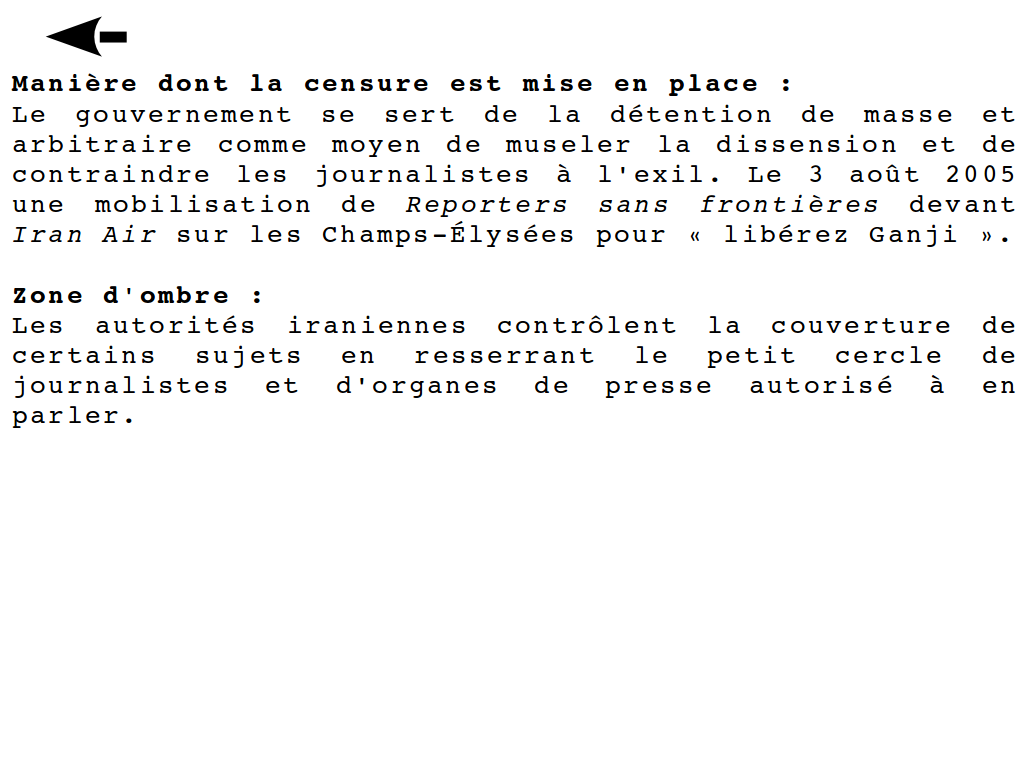 Manière dont la censure est mise en place :
Le gouvernement se sert de la détention de masse et
arbitraire comme moyen de museler la dissension et de
contraindre les journalistes à l'exil. Le 3 août 2005
une mobilisation de Reporters sans frontières devant
Iran Air sur les Champs-Élysées pour « libérez Ganji ».
Zone d'ombre :
Les autorités iraniennes contrôlent la couverture de
certains sujets en resserrant le petit cercle de
journalistes et d'organes de presse autorisé à en
parler.